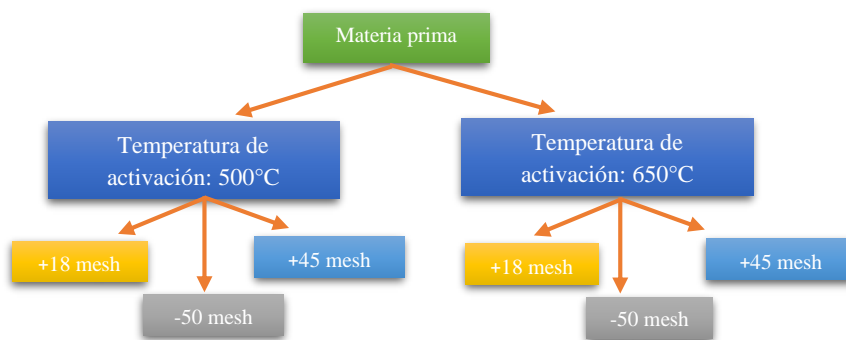 Materia prima
Temperatura de
activación: 500°C
Temperatura de
activación: 650°C
+18 mesh
+45 mesh
-50 mesh
+18 mesh
+45 mesh
-50 mesh